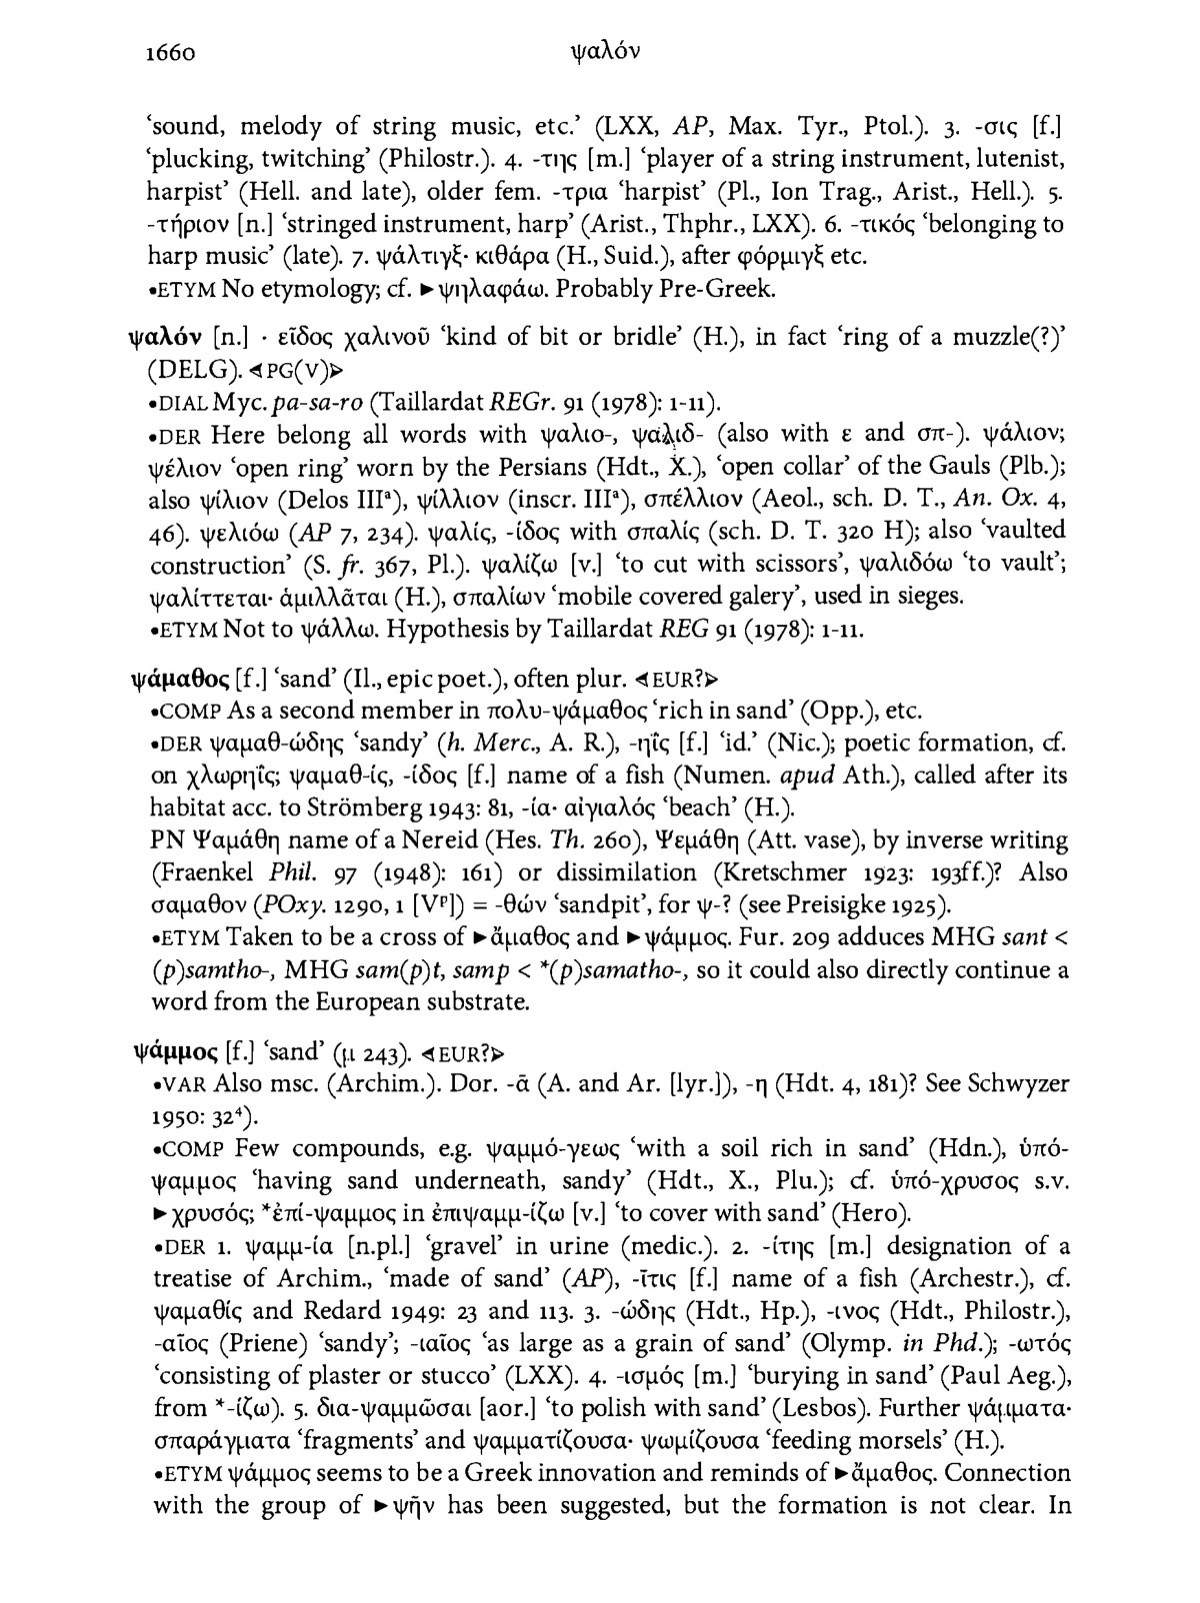 1660
ψαλόν
‘sound, melody of string music, etc.’ (LXX, AP, Max. Tyr., Ptol.). 3. -σις [f.]
‘plucking, twitching’ (Philostr.). 4. -της [m.] ‘player of a string instrument, lutenist,
harpist’ (Hell. and late), older fem. -τρια ‘harpist’ (Pl., Ion Trag., Arist., Hell.). 5.
-τήριον [n.] ‘stringed instrument, harp’ (Arist., Thphr., LXX). 6. -τικός ‘belonging to
harp music’ (late). 7. ψάλτιγξ· κιθάρα (H., Suid.), after φόρμιγξ etc.
•ETYM No etymology; cf. ►ψηλαφάω. Probably Pre-Greek.
ψαλόν [n.] · εἶδος χαλινοῦ ‘kind of bit or bridle’ (H.), in fact ‘ring of a muzzle(?)’
(DELG). ⊲PG(V)⊳
•DIAL Myc. pa-sa-ro (Taillardat REGr. 91 (1978): 1-11).
•DER Here belong all words with ψαλιο-, ψαλιδ- (also with ε and σπ-). ψάλιον;
ψέλιον ‘open ring’ worn by the Persians (Hdt., X.), ‘open collar’ of the Gauls (Plb.);
also ψίλιον (Delos IIIᵃ), ψίλλιον (inscr. IIIᵃ), σπέλλιον (Aeol., sch. D. T., An. Ox. 4,
46). ψελιόω (AP 7, 234). ψαλίς, -ίδος with σπαλίς (sch. D. T. 320 H); also ‘vaulted
construction’ (S. fr. 367, Pl.). ψαλίζω [v.] ‘to cut with scissors’, ψαλιδόω ‘to vault’;
ψαλίττεται· ἁμιλλᾶται (H.), σπαλίων ‘mobile covered galery’, used in sieges.
•ETYM Not to ψάλλω. Hypothesis by Taillardat REG 91 (1978): 1-11.
ψάμαθος [f.] ‘sand’ (Il., epic poet.), often plur. ⊲EUR?⊳
•COMP As a second member in πολυ-ψάμαθος ‘rich in sand’ (Opp.), etc.
•DER ψαμαθ-ώδης ‘sandy’ (h. Merc., A. R.), -ηΐς [f.] ‘id.’ (Nic.); poetic formation, cf.
on χλωρηΐς; ψαμαθ-ίς, -ίδος [f.] name of a fish (Numen. apud Ath.), called after its
habitat acc. to Strömberg 1943: 81, -ία· αἰγιαλός ‘beach’ (H.).
PN Ψαμάθη name of a Nereid (Hes. Th. 260), Ψεμάθη (Att. vase), by inverse writing
(Fraenkel Phil. 97 (1948): 161) or dissimilation (Kretschmer 1923: 193ff.)? Also
σαμαθον (POxy. 1290, 1 [Vᵖ]) = -θών ‘sandpit’, for ψ-? (see Preisigke 1925).
•ETYM Taken to be a cross of ►ἄμαθος and ►ψάμμος. Fur. 209 adduces MHG sant <
(p)samtho-, MHG sam(p)t, samp < *(p)samatho-, so it could also directly continue a
word from the European substrate.
ψάμμος [f.] ‘sand’ (μ 243). ⊲EUR?⊳
•VAR Also msc. (Archim.). Dor. -ᾱ (A. and Ar. [lyr.]), -η (Hdt. 4, 181)? See Schwyzer
1950: 32⁴).
•COMP Few compounds, e.g. ψαμμό-γεως ‘with a soil rich in sand’ (Hdn.), ὑπό-
ψαμμος ‘having sand underneath, sandy’ (Hdt., X., Plu.); cf. ὑπό-χρυσος s.v.
►χρυσός; *ἐπί-ψαμμος in ἐπιψαμμ-ίζω [v.] ‘to cover with sand’ (Hero).
•DER 1. ψαμμ-ία [n.pl.] ‘gravel’ in urine (medic.). 2. -ίτης [m.] designation of a
treatise of Archim., ‘made of sand’ (AP), -ῖτις [f.] name of a fish (Archestr.), cf.
ψαμαθίς and Redard 1949: 23 and 113. 3. -ώδης (Hdt., Hp.), -ινος (Hdt., Philostr.),
-αῖος (Priene) ‘sandy’; -ιαῖος ‘as large as a grain of sand’ (Olymp. in Phd.); -ωτός
‘consisting of plaster or stucco’ (LXX). 4. -ισμός [m.] ‘burying in sand’ (Paul Aeg.),
from *-ίζω). 5. δια-ψαμμῶσαι [aor.] ‘to polish with sand’ (Lesbos). Further ψάμματα·
σπαράγματα ‘fragments’ and ψαμματίζουσα· ψωμίζουσα ‘feeding morsels’ (H.).
•ETYM ψάμμος seems to be a Greek innovation and reminds of ►ἄμαθος. Connection
with the group of ►ψῆν has been suggested, but the formation is not clear. In